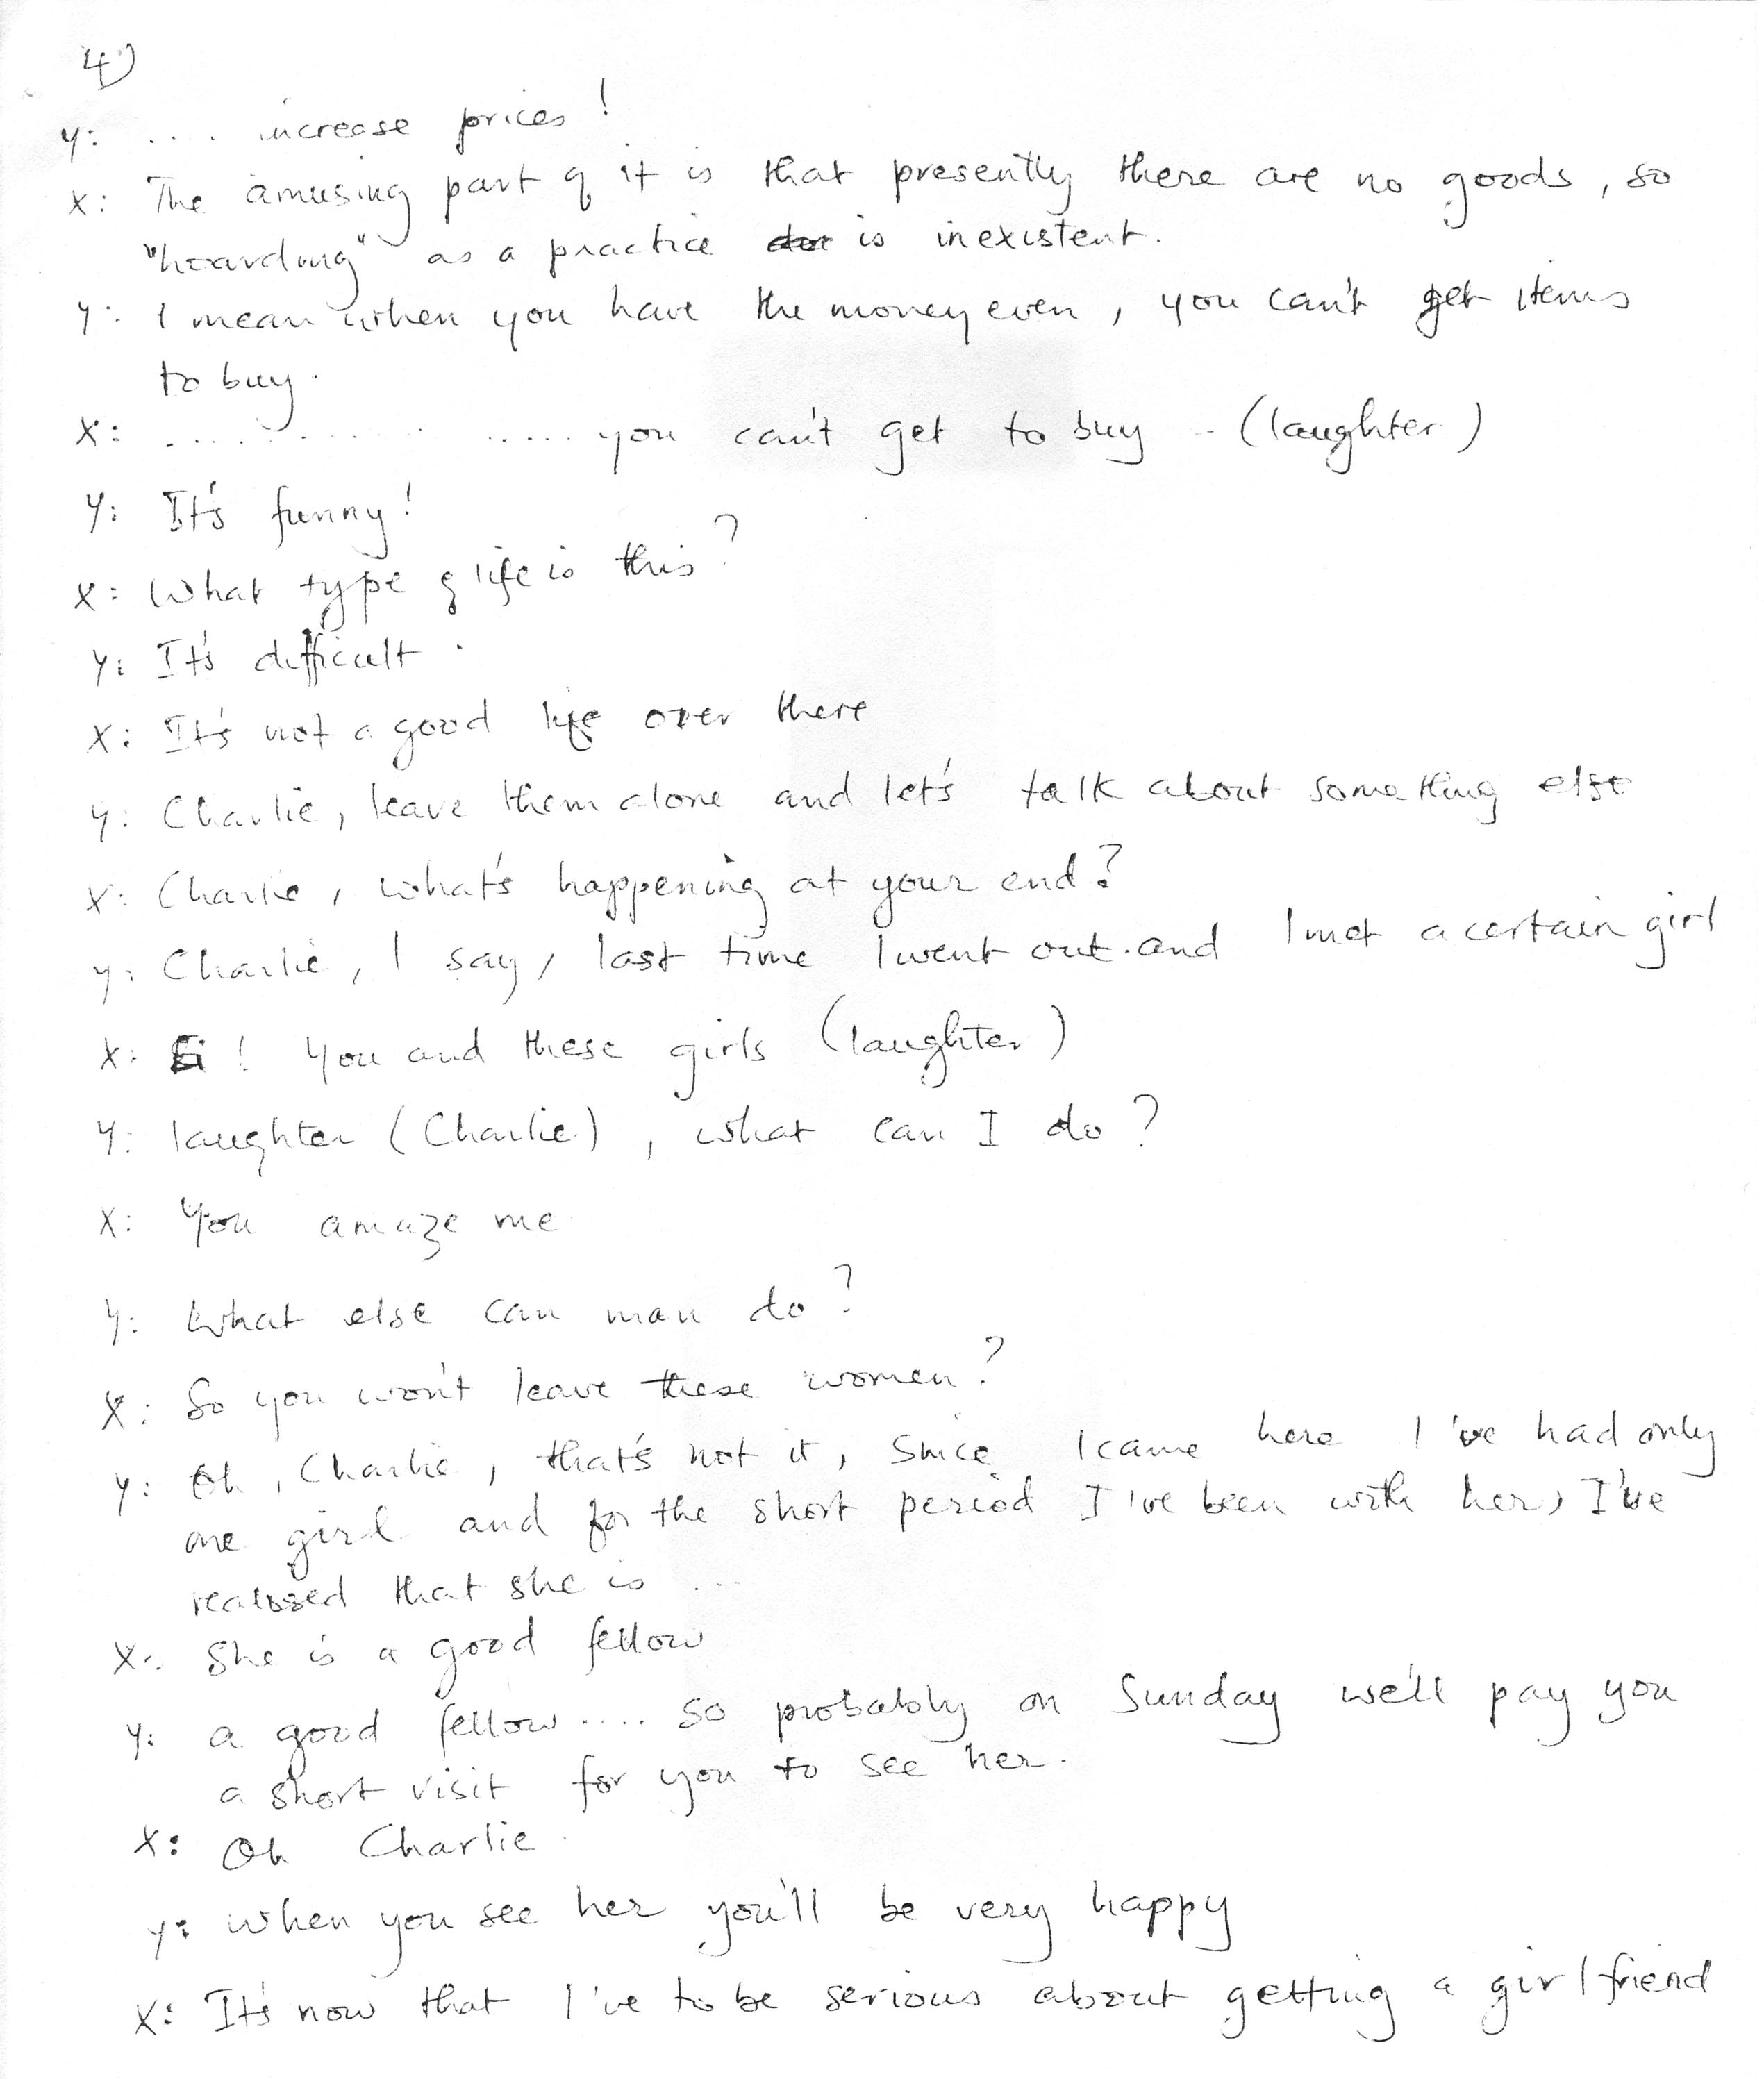 4)
Y: .... increase prices!
X: The amusing part of it is that presently there are no goods, so
"hoarding" as a practice is inexistent.
Y: I mean when you have the money even, you can't get items
to buy.
X: .................. you can't get to buy - (laughter)
Y: It's funny!
X: What type of life is this?
Y: It's difficult.
X: It's not a good life over there
Y: Charlie, leave them alone and let's talk about something else
X: Charlie, what's happening at your end?
Y: Charlie, I say, last time I went out and I met a certain girl
X: Ei! You and these girls (laughter)
Y: laughter (Charlie), what can I do?
X: You amaze me
Y: What else can man do?
X: So you won't leave these women?
Y: Oh, Charlie, that's not it, since I came here I've had only
one girl and for the short period I've been with her, I've
realised that she is ...
X: She is a good fellow
Y: a good fellow.... so probably on Sunday we'll pay you
a short visit for you to see her.
X: Oh Charlie
Y: When you see her you'll be very happy
X: It's now that I've to be serious about getting a girlfriend